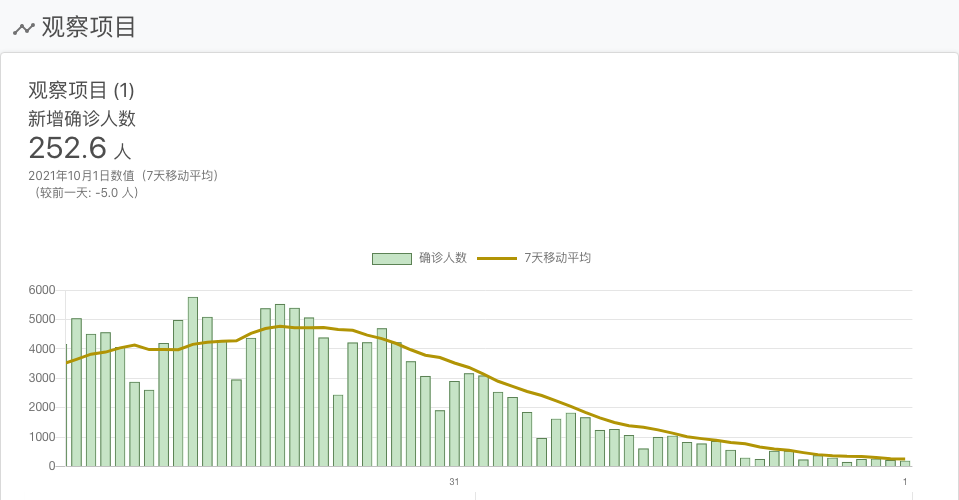 观察项目
观察项目 (1)
新增确诊人数
252.6 人
2021年10月1日数值（7天移动平均）
（较前一天: -5.0 人）
确诊人数 7天移动平均
6000
5000
4000
3000
2000
1000
0
31 1